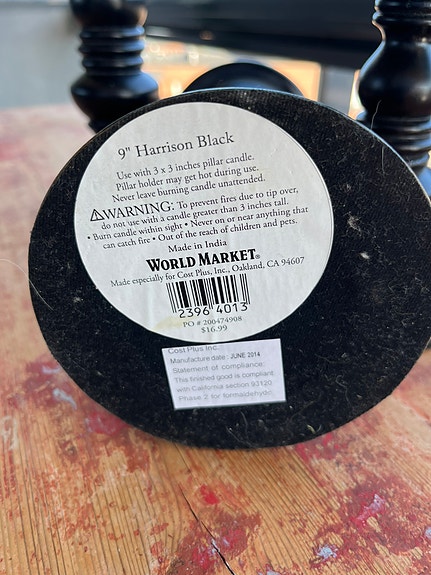 9" Harrison Black
Use with 3 x 3 inches pillar candle.
Pillar holder may get hot during use.
Never leave burning candle unattended.
⚠WARNING: To prevent fires due to tip over,
do not use with a candle greater than 3 inches tall.
• Burn candle within sight • Never on or near anything that
can catch fire • Out of the reach of children and pets.
Made in India
WORLD MARKET®
Made especially for Cost Plus, Inc., Oakland, CA 94607
2396 4013
PO # 200474908
$16.99
Cost Plus Inc.
Manufacture date : JUNE 2014
Statement of compliance:
This finished good is compliant
with California section 93120
Phase 2 for formaldehyde.